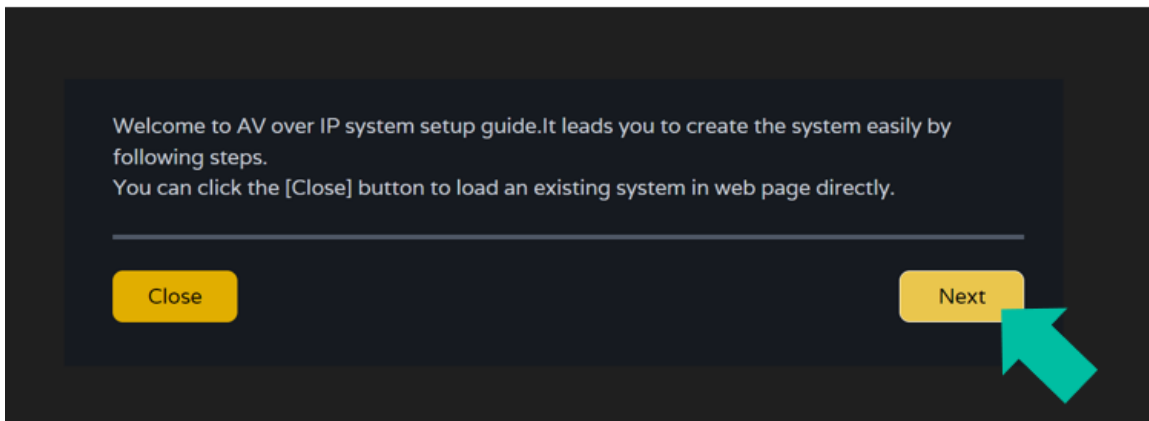 Welcome to AV over IP system setup guide.It leads you to create the system easily by
following steps.
You can click the [Close] button to load an existing system in web page directly.
Close
Next